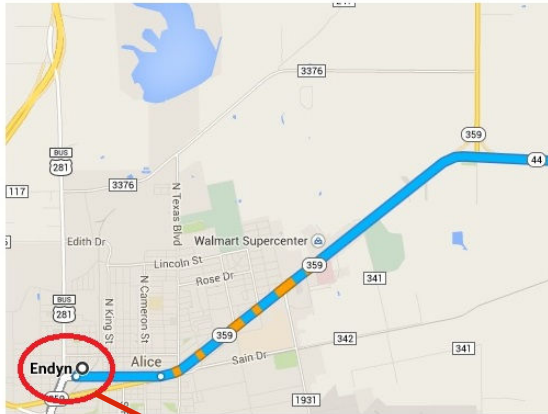 3376
359
44
BUS
281
117
3376
N Texas Blvd
Edith Dr
Walmart Supercenter
Lincoln St
359
N King St
N Cameron St
Rose Dr
341
BUS
281
359
342
341
Endyn
Alice
Sain Dr
1931